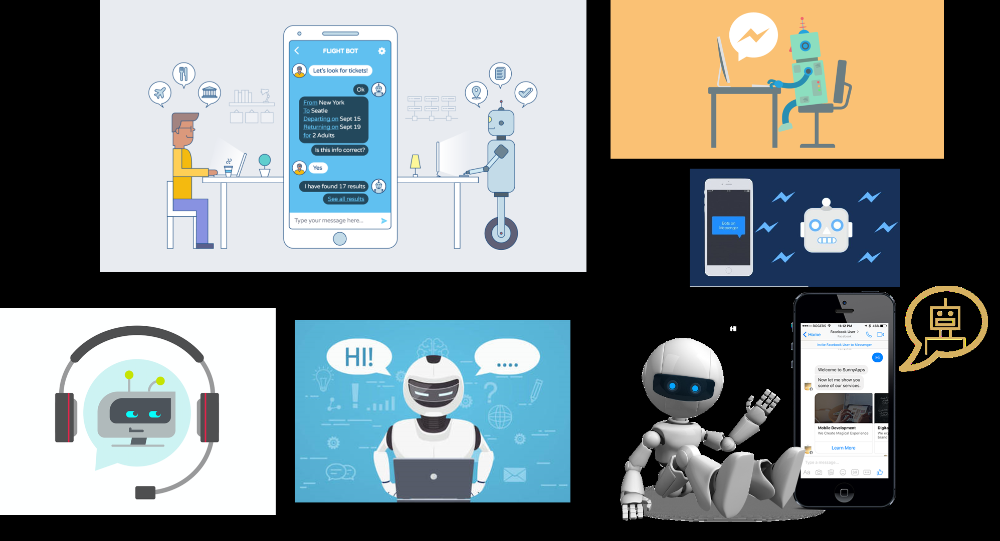 FLIGHT BOT
Let's look for tickets!
Ok
From New York
To Seatle
Departing on Sept 15
Returning on Sept 19
for 2 Adults
Is this info correct?
Yes
I have found 17 results
See all results
Type your message here...
Bots on
Messenger
HI!
....
Hi
ROGERS 11:12 PM 46%
Home
Facebook User >
Facebook
Invite Facebook User to Messenger
Hi
Welcome to SunnyApps
Now let me show you
some of our services.
Mobile Development
We Create Magical Experience
Learn More
Digita
We ex
brand
Type a message...
Aa
GIF